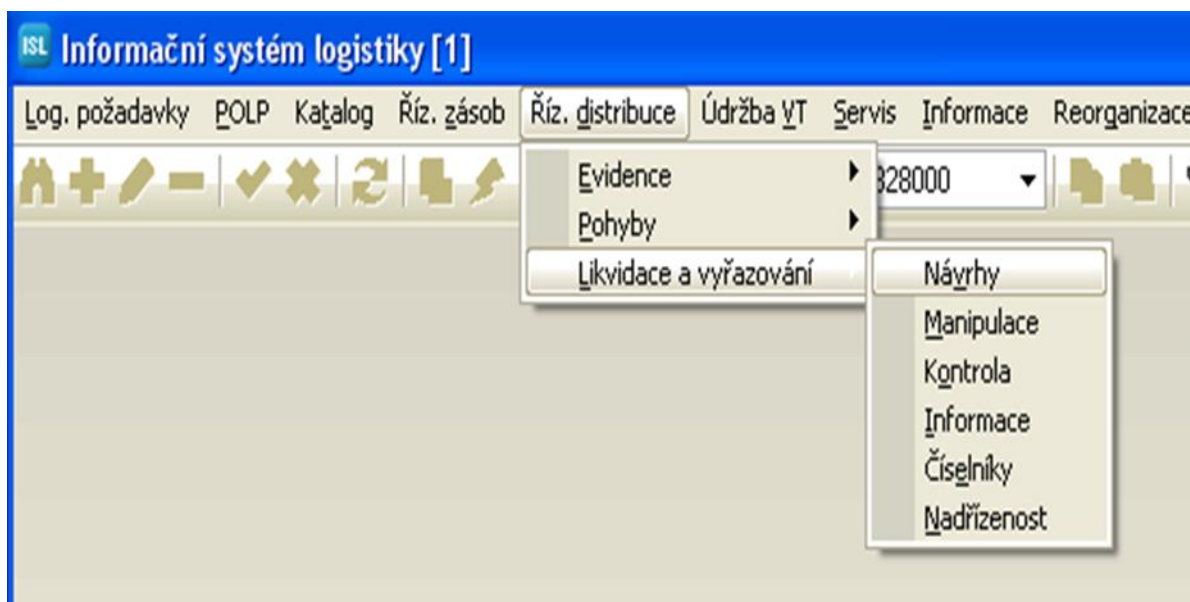 ISL Informační systém logistiky [1]
Log. požadavky POLP Katalog Říz. zásob Říz. distribuce Údržba VT Servis Informace Reorganizace
328000
Evidence
Pohyby
Likvidace a vyřazování
Návrhy
Manipulace
Kontrola
Informace
Číselníky
Nadřízenost